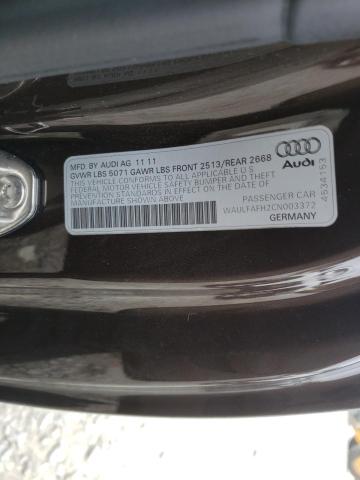 MFD. BY AUDI AG 11 11
GVWR LBS 5071 GAWR LBS FRONT 2513/REAR 2668
THIS VEHICLE CONFORMS TO ALL APPLICABLE U S
FEDERAL MOTOR VEHICLE SAFETY BUMPER AND THEFT
PREVENTION STANDARDS IN EFFECT ON THE DATE OF
MANUFACTURE SHOWN ABOVE
Audi
PASSENGER CAR
WAULFAFH2CN003372
GERMANY
4534153